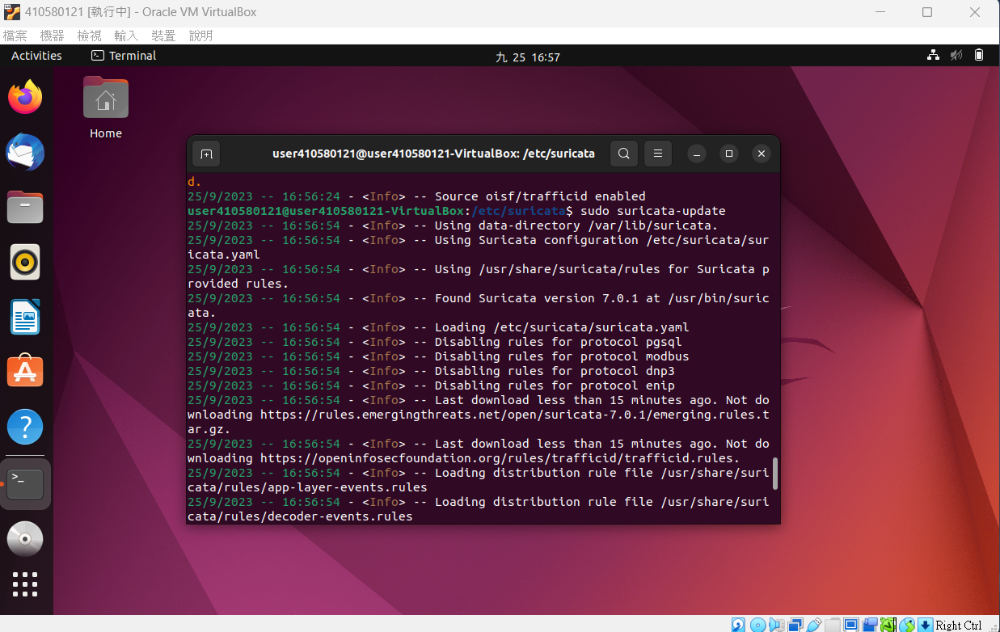 410580121 [執行中] - Oracle VM VirtualBox
檔案 機器 檢視 輸入 裝置 說明
Activities Terminal 九 25 16:57
Home
user410580121@user410580121-VirtualBox: /etc/suricata
d.
25/9/2023 -- 16:56:24 - <Info> -- Source oisf/trafficid enabled
user410580121@user410580121-VirtualBox:/etc/suricata$ sudo suricata-update
25/9/2023 -- 16:56:54 - <Info> -- Using data-directory /var/lib/suricata.
25/9/2023 -- 16:56:54 - <Info> -- Using Suricata configuration /etc/suricata/sur
icata.yaml
25/9/2023 -- 16:56:54 - <Info> -- Using /usr/share/suricata/rules for Suricata p
rovided rules.
25/9/2023 -- 16:56:54 - <Info> -- Found Suricata version 7.0.1 at /usr/bin/suric
ata.
25/9/2023 -- 16:56:54 - <Info> -- Loading /etc/suricata/suricata.yaml
25/9/2023 -- 16:56:54 - <Info> -- Disabling rules for protocol pgsql
25/9/2023 -- 16:56:54 - <Info> -- Disabling rules for protocol modbus
25/9/2023 -- 16:56:54 - <Info> -- Disabling rules for protocol dnp3
25/9/2023 -- 16:56:54 - <Info> -- Disabling rules for protocol enip
25/9/2023 -- 16:56:54 - <Info> -- Last download less than 15 minutes ago. Not do
wnloading https://rules.emergingthreats.net/open/suricata-7.0.1/emerging.rules.t
ar.gz.
25/9/2023 -- 16:56:54 - <Info> -- Last download less than 15 minutes ago. Not do
wnloading https://openinfosecfoundation.org/rules/trafficid/trafficid.rules.
25/9/2023 -- 16:56:54 - <Info> -- Loading distribution rule file /usr/share/suri
cata/rules/app-layer-events.rules
25/9/2023 -- 16:56:54 - <Info> -- Loading distribution rule file /usr/share/suri
cata/rules/decoder-events.rules
Right Ctrl